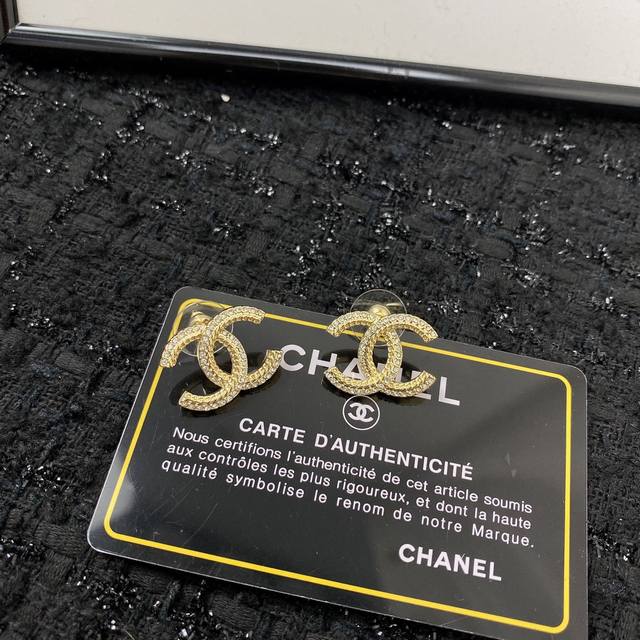 CHANEL
CARTE D'AUTHENTICITÉ
Nous certifions l'authenticité de cet article soumis
aux contrôles les plus rigoureux, et dont la haute
qualité symbolise le renom de notre Marque.
CHANEL